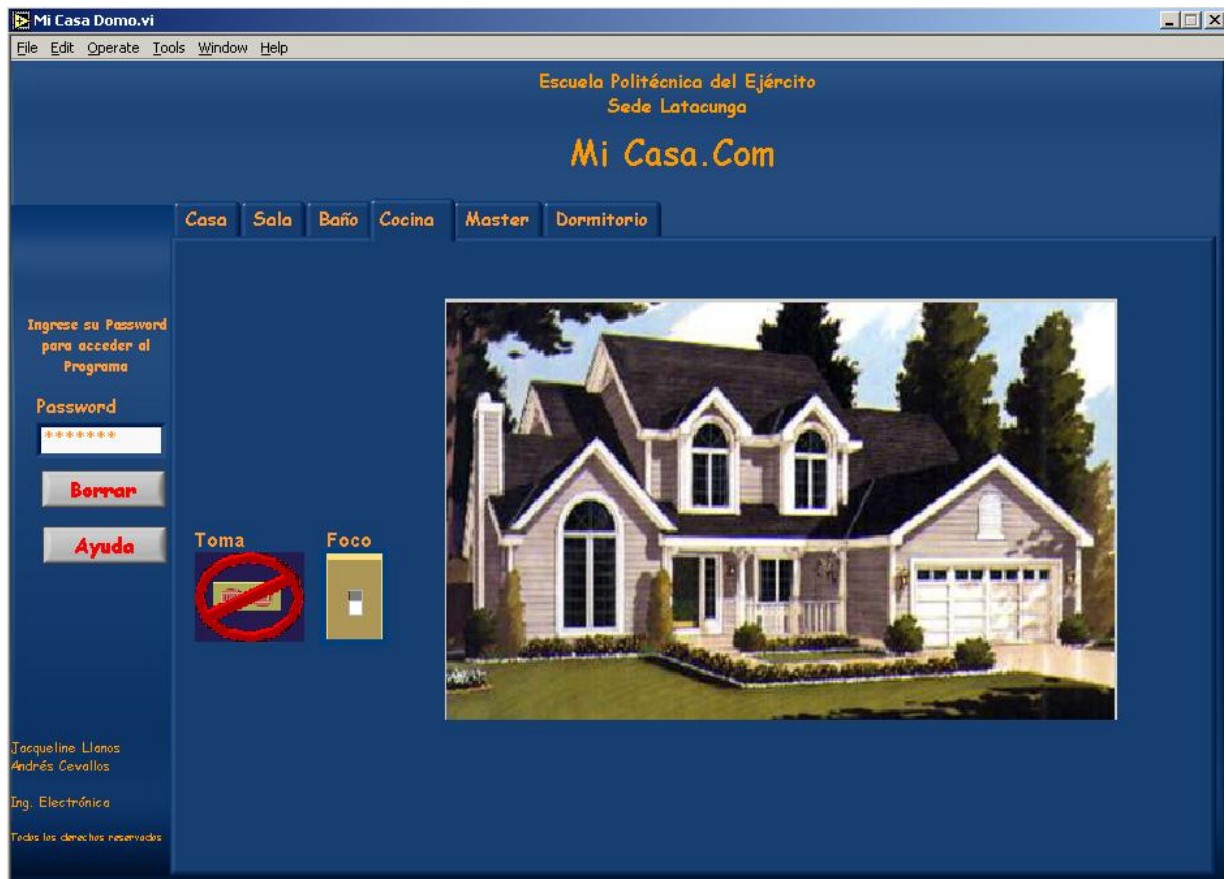 Mi Casa Domo.vi
File Edit Operate Tools Window Help
Escuela Politécnica del Ejército
Sede Latacunga
Mi Casa.Com
Casa Sala Baño Cocina Master Dormitorio
Ingrese su Password
para acceder al
Programa
Password
*******
Borrar
Ayuda
Toma Foco
Jacqueline Llanos
Andrés Cevallos
Ing. Electrónica
Todos los derechos reservados